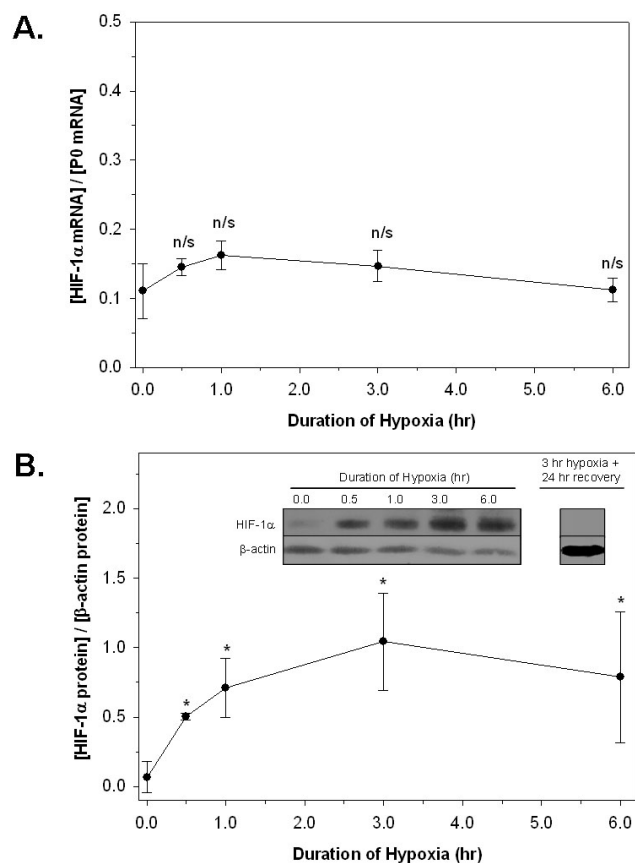 A.
[HIF-1α mRNA] / [P0 mRNA]
0.5
0.4
0.3
0.2
0.1
0.0
n/s
n/s
n/s
n/s
0.0 1.0 2.0 3.0 4.0 5.0 6.0
Duration of Hypoxia (hr)
B.
[HIF-1α protein] / [β-actin protein]
2.0
1.5
1.0
0.5
0.0
Duration of Hypoxia (hr)
0.0 0.5 1.0 3.0 6.0
3 hr hypoxia +
24 hr recovery
HIF-1α
β-actin
*
*
*
*
0.0 1.0 2.0 3.0 4.0 5.0 6.0
Duration of Hypoxia (hr)